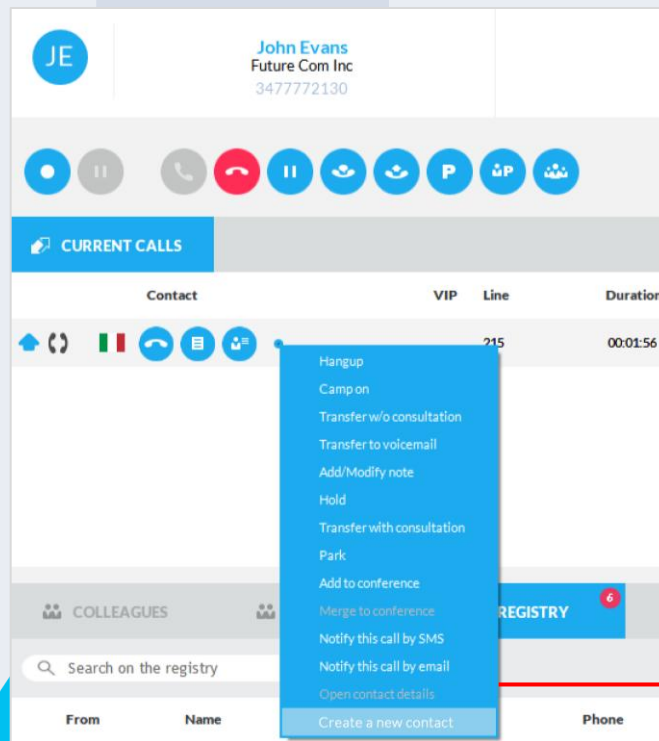 JE
John Evans
Future Com Inc
3477772130
P
P
CURRENT CALLS
Contact VIP Line Duration
215 00:01:56
Hangup
Camp on
Transfer w/o consultation
Transfer to voicemail
Add/Modify note
Hold
Transfer with consultation
Park
Add to conference
Merge to conference
Notify this call by SMS
Notify this call by email
Open contact details
Create a new contact
COLLEAGUES
REGISTRY 6
Search on the registry
From Name Phone